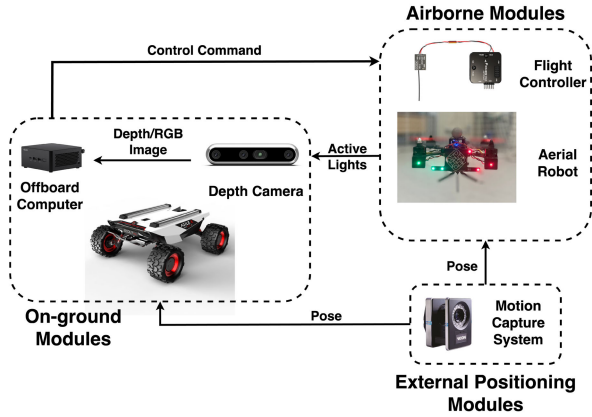 Airborne Modules
Control Command
Flight
Controller
Depth/RGB
Image
Active
Lights
Aerial
Robot
Offboard
Computer
Depth Camera
Pose
On-ground
Modules
Pose
Motion
Capture
System
External Positioning
Modules